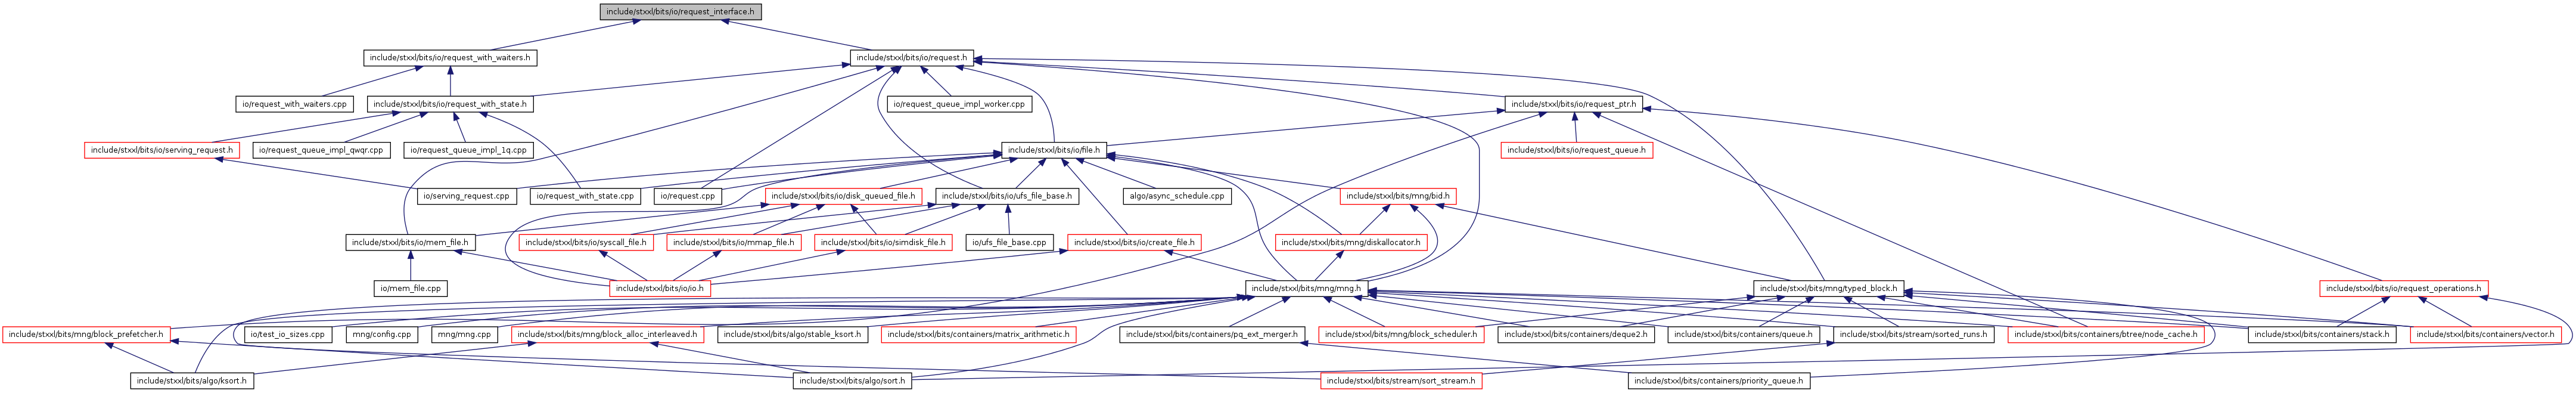 include/stxxl/bits/io/request_interface.h
include/stxxl/bits/io/request_with_waiters.h
include/stxxl/bits/io/request.h
io/request_with_waiters.cpp
include/stxxl/bits/io/request_with_state.h
io/request_queue_impl_worker.cpp
include/stxxl/bits/io/request_ptr.h
include/stxxl/bits/io/serving_request.h
io/request_queue_impl_qwqr.cpp
io/request_queue_impl_1q.cpp
include/stxxl/bits/io/file.h
include/stxxl/bits/io/request_queue.h
io/serving_request.cpp
io/request_with_state.cpp
io/request.cpp
include/stxxl/bits/io/disk_queued_file.h
include/stxxl/bits/io/ufs_file_base.h
algo/async_schedule.cpp
include/stxxl/bits/mng/bid.h
include/stxxl/bits/io/mem_file.h
include/stxxl/bits/io/syscall_file.h
include/stxxl/bits/io/mmap_file.h
include/stxxl/bits/io/simdisk_file.h
io/ufs_file_base.cpp
include/stxxl/bits/io/create_file.h
include/stxxl/bits/mng/diskallocator.h
io/mem_file.cpp
include/stxxl/bits/io/io.h
include/stxxl/bits/mng/mng.h
include/stxxl/bits/mng/typed_block.h
include/stxxl/bits/io/request_operations.h
include/stxxl/bits/mng/block_prefetcher.h
io/test_io_sizes.cpp
mng/config.cpp
mng/mng.cpp
include/stxxl/bits/mng/block_alloc_interleaved.h
include/stxxl/bits/algo/stable_ksort.h
include/stxxl/bits/containers/matrix_arithmetic.h
include/stxxl/bits/containers/pq_ext_merger.h
include/stxxl/bits/mng/block_scheduler.h
include/stxxl/bits/containers/deque2.h
include/stxxl/bits/containers/queue.h
include/stxxl/bits/stream/sorted_runs.h
include/stxxl/bits/containers/btree/node_cache.h
include/stxxl/bits/containers/stack.h
include/stxxl/bits/containers/vector.h
include/stxxl/bits/algo/ksort.h
include/stxxl/bits/algo/sort.h
include/stxxl/bits/stream/sort_stream.h
include/stxxl/bits/containers/priority_queue.h